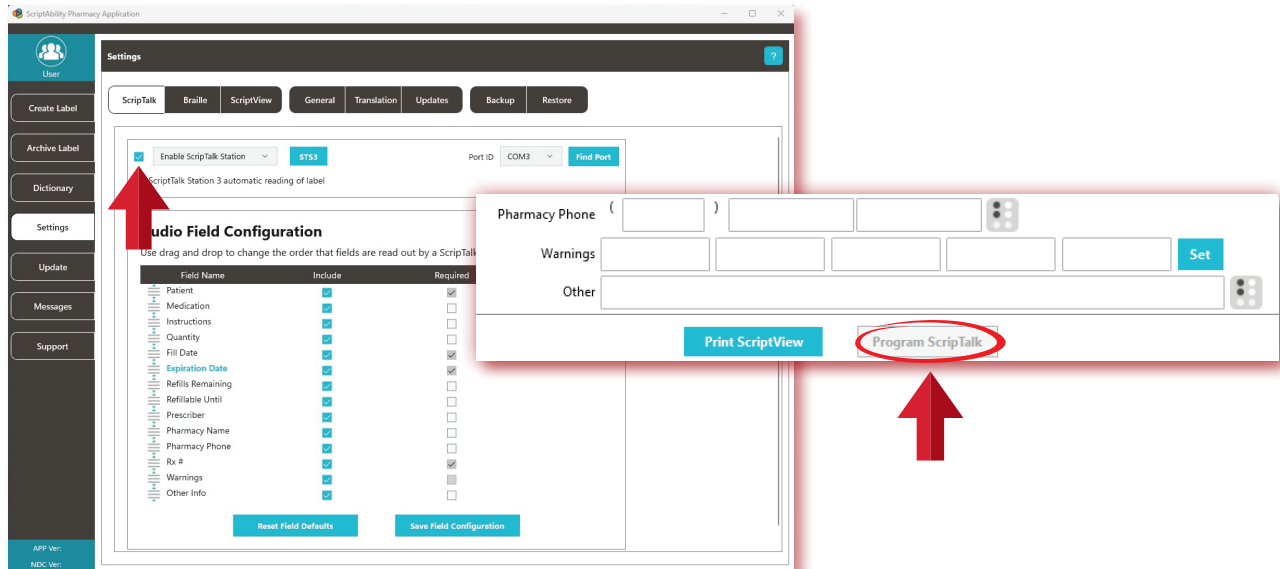 ScriptAbility Pharmacy Application
User
Create Label
Archive Label
Dictionary
Settings
Update
Messages
Support
APP Ver:
NDC Ver:
Settings
?
ScripTalk Braille ScriptView General Translation Updates Backup Restore
Enable ScripTalk Station STS3 Port ID COM3 Find Port
ScriptTalk Station 3 automatic reading of label
udio Field Configuration
Use drag and drop to change the order that fields are read out by a ScripTalk
Field Name Include Required
Patient
Medication
Instructions
Quantity
Fill Date
Expiration Date
Refills Remaining
Refillable Until
Prescriber
Pharmacy Name
Pharmacy Phone
Rx #
Warnings
Other Info
Reset Field Defaults Save Field Configuration
Pharmacy Phone ( )
Warnings Set
Other
Print ScriptView Program ScripTalk